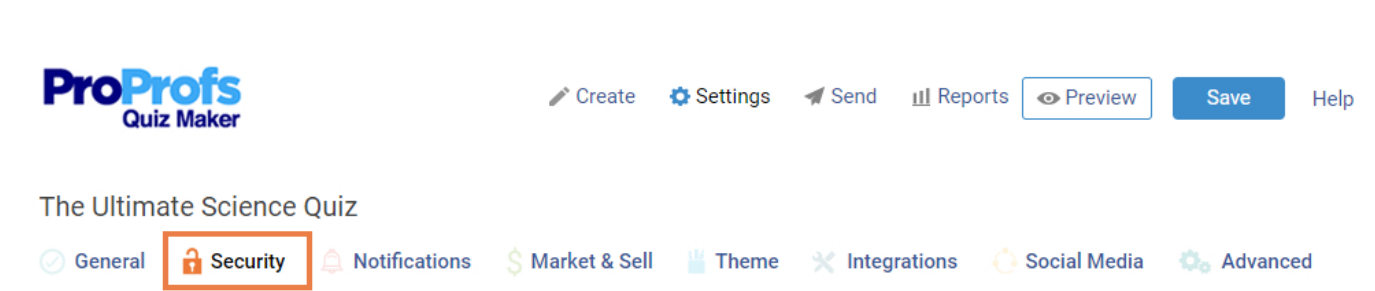 ProProfs
Quiz Maker
Create Settings Send Reports Preview Save Help
The Ultimate Science Quiz
General Security Notifications $ Market & Sell Theme Integrations Social Media Advanced